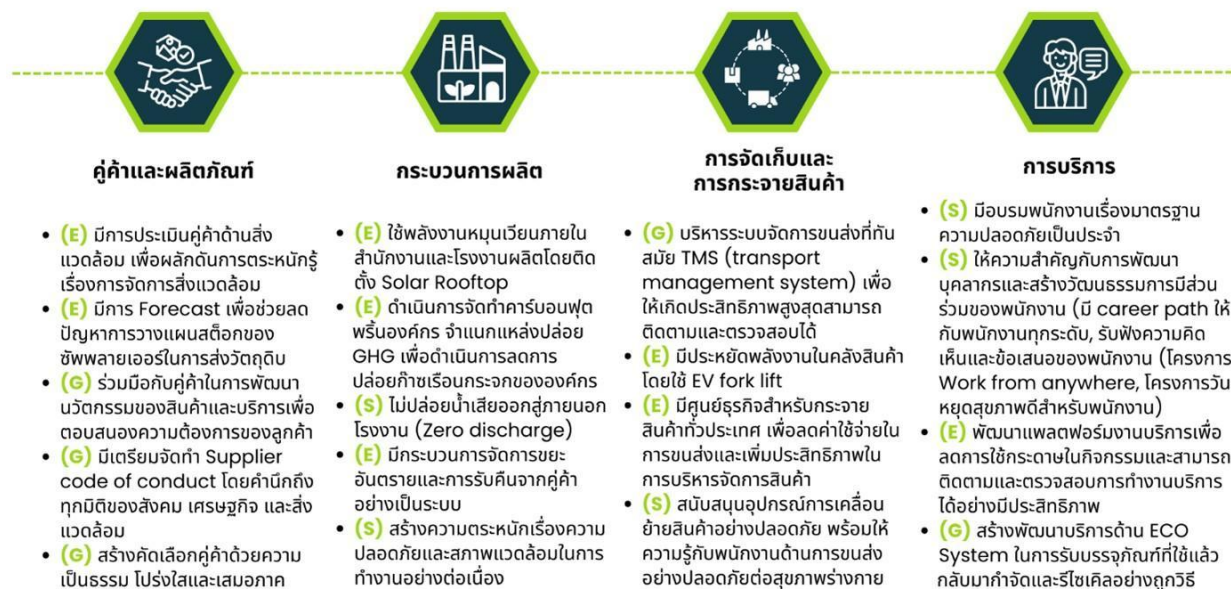 คู่ค้าและผลิตภัณฑ์
• (E) มีการประเมินคู่ค้าด้านสิ่ง
แวดล้อม เพื่อผลักดันการตระหนักรู้
เรื่องการจัดการสิ่งแวดล้อม
• (E) มีการ Forecast เพื่อช่วยลด
ปัญหาการวางแผนสต็อกของ
ซัพพลายเออร์ในการส่งวัตถุดิบ
• (G) ร่วมมือกับคู่ค้าในการพัฒนา
นวัตกรรมของสินค้าและบริการเพื่อ
ตอบสนองความต้องการของลูกค้า
• (G) มีเตรียมจัดทำ Supplier
code of conduct โดยคำนึกถึง
ทุกมิติของสังคม เศรษฐกิจ และสิ่ง
แวดล้อม
• (G) สร้างคัดเลือกคู่ค้าด้วยความ
เป็นธรรม โปร่งใสและเสมอภาค
กระบวนการผลิต
• (E) ใช้พลังงานหมุนเวียนภายใน
สำนักงานและโรงงานผลิตโดยติด
ตั้ง Solar Rooftop
• (E) ดำเนินการจัดทำคาร์บอนฟุต
พริ้นองค์กร จำแนกแหล่งปล่อย
GHG เพื่อดำเนินการลดการ
ปล่อยก๊าซเรือนกระจกขององค์กร
• (S) ไม่ปล่อยน้ำเสียออกสู่ภายนอก
โรงงาน (Zero discharge)
• (E) มีกระบวนการจัดการขยะ
อันตรายและการรับคืนจากคู่ค้า
อย่างเป็นระบบ
• (S) สร้างความตระหนักเรื่องความ
ปลอดภัยและสภาพแวดล้อมในการ
ทำงานอย่างต่อเนื่อง
การจัดเก็บและ
การกระจายสินค้า
• (G) บริหารระบบจัดการขนส่งที่ทัน
สมัย TMS (transport
management system) เพื่อ
ให้เกิดประสิทธิภาพสูงสุดสามารถ
ติดตามและตรวจสอบได้
• (E) มีประหยัดพลังงานในคลังสินค้า
โดยใช้ EV fork lift
• (E) มีศูนย์ธุรกิจสำหรับกระจาย
สินค้าทั่วประเทศ เพื่อลดค่าใช้จ่ายใน
การขนส่งและเพิ่มประสิทธิภาพใน
การบริหารจัดการสินค้า
• (S) สนับสนุนอุปกรณ์การเคลื่อน
ย้ายสินค้าอย่างปลอดภัย พร้อมให้
ความรู้กับพนักงานด้านการขนส่ง
อย่างปลอดภัยต่อสุขภาพร่างกาย
การบริการ
• (S) มีอบรมพนักงานเรื่องมาตรฐาน
ความปลอดภัยเป็นประจำ
• (S) ให้ความสำคัญกับการพัฒนา
บุคลากรและสร้างวัฒนธรรมการมีส่วน
ร่วมของพนักงาน (มี career path ให้
กับพนักงานทุกระดับ, รับฟังความคิด
เห็นและข้อเสนอของพนักงาน (โครงการ
Work from anywhere, โครงการวัน
หยุดสุขภาพดีสำหรับพนักงาน)
• (E) พัฒนาแพลตฟอร์มงานบริการเพื่อ
ลดการใช้กระดาษในกิจกรรมและสามารถ
ติดตามและตรวจสอบการทำงานบริการ
ได้อย่างมีประสิทธิภาพ
• (G) สร้างพัฒนาบริการด้าน ECO
System ในการรับบรรจุภัณฑ์ที่ใช้แล้ว
กลับมากำจัดและรีไซเคิลอย่างถูกวิธี